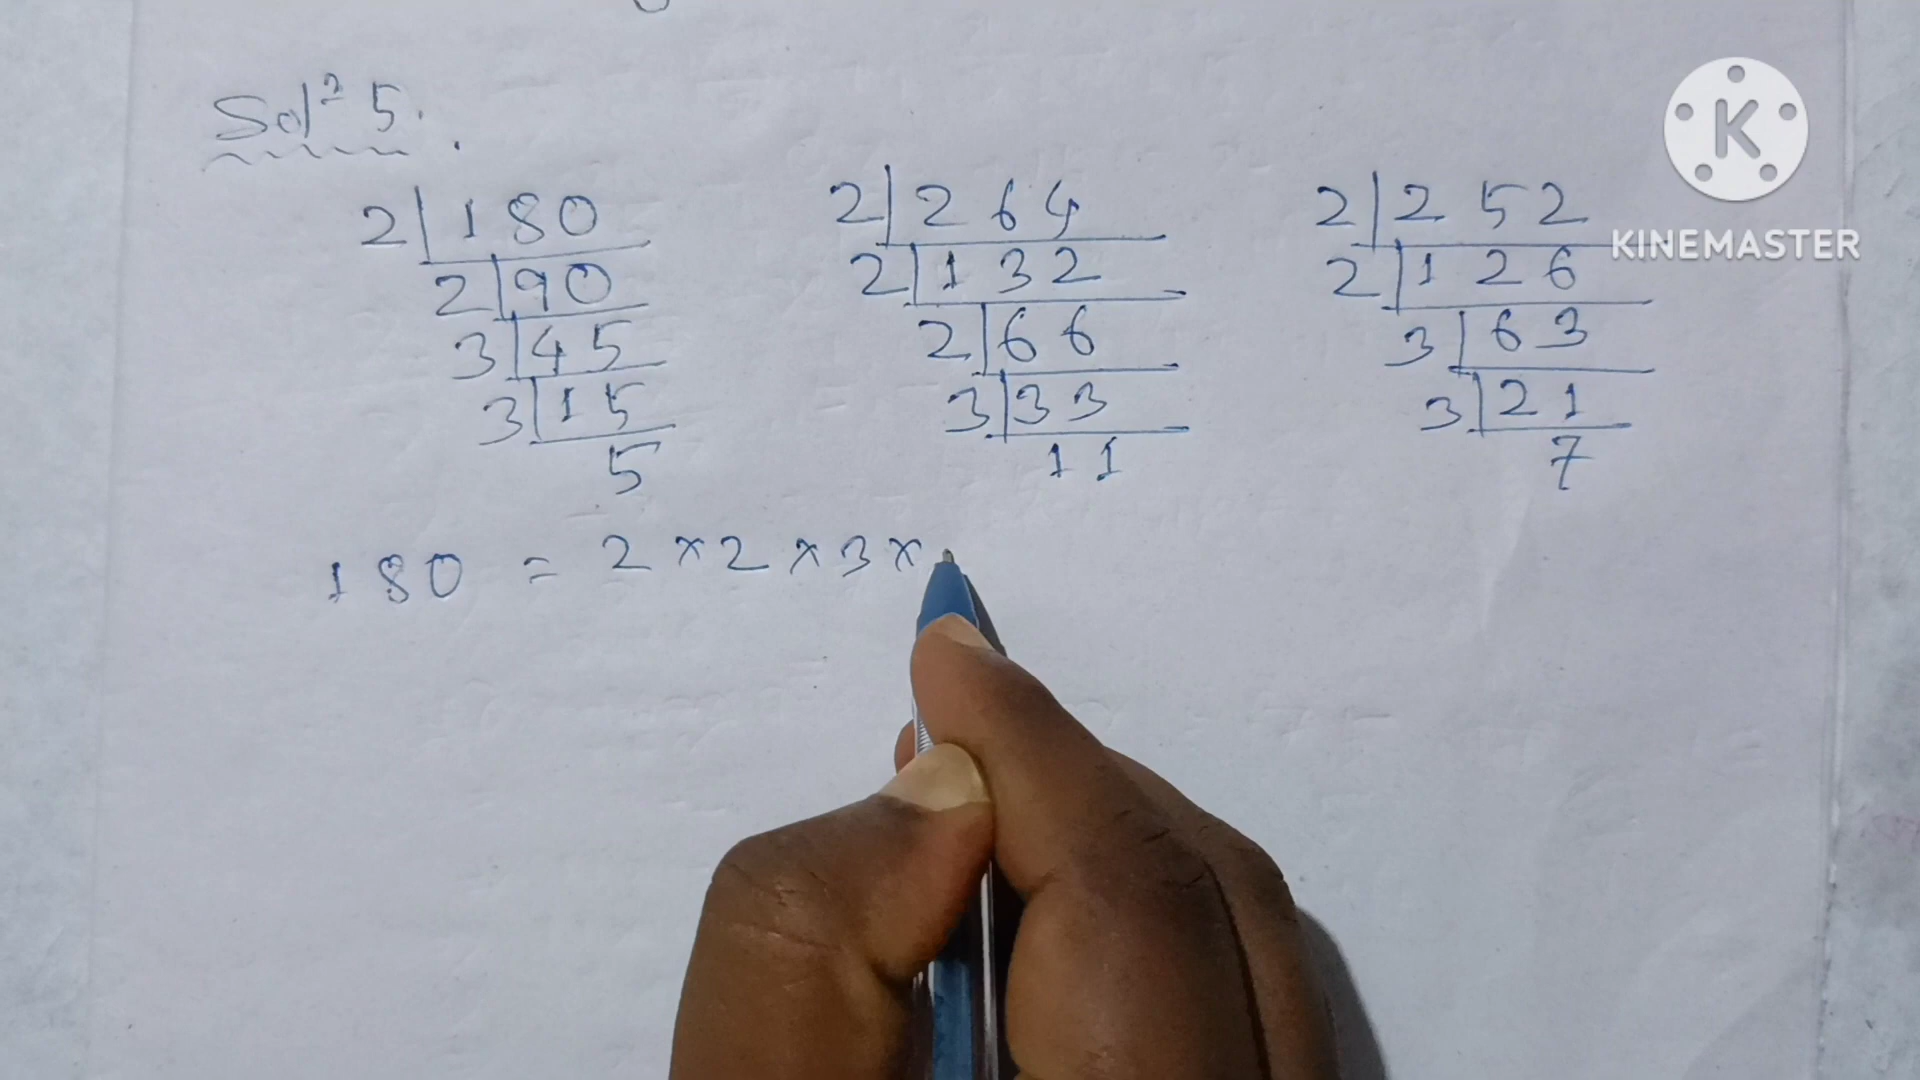 Solⁿ 5.
2 180 2 264 2 252
2 90 2 132 2 126
3 45 2 66 3 63
3 15 3 33 3 21
5 11 7
180 = 2 × 2 × 3 ×
K
KINEMASTER